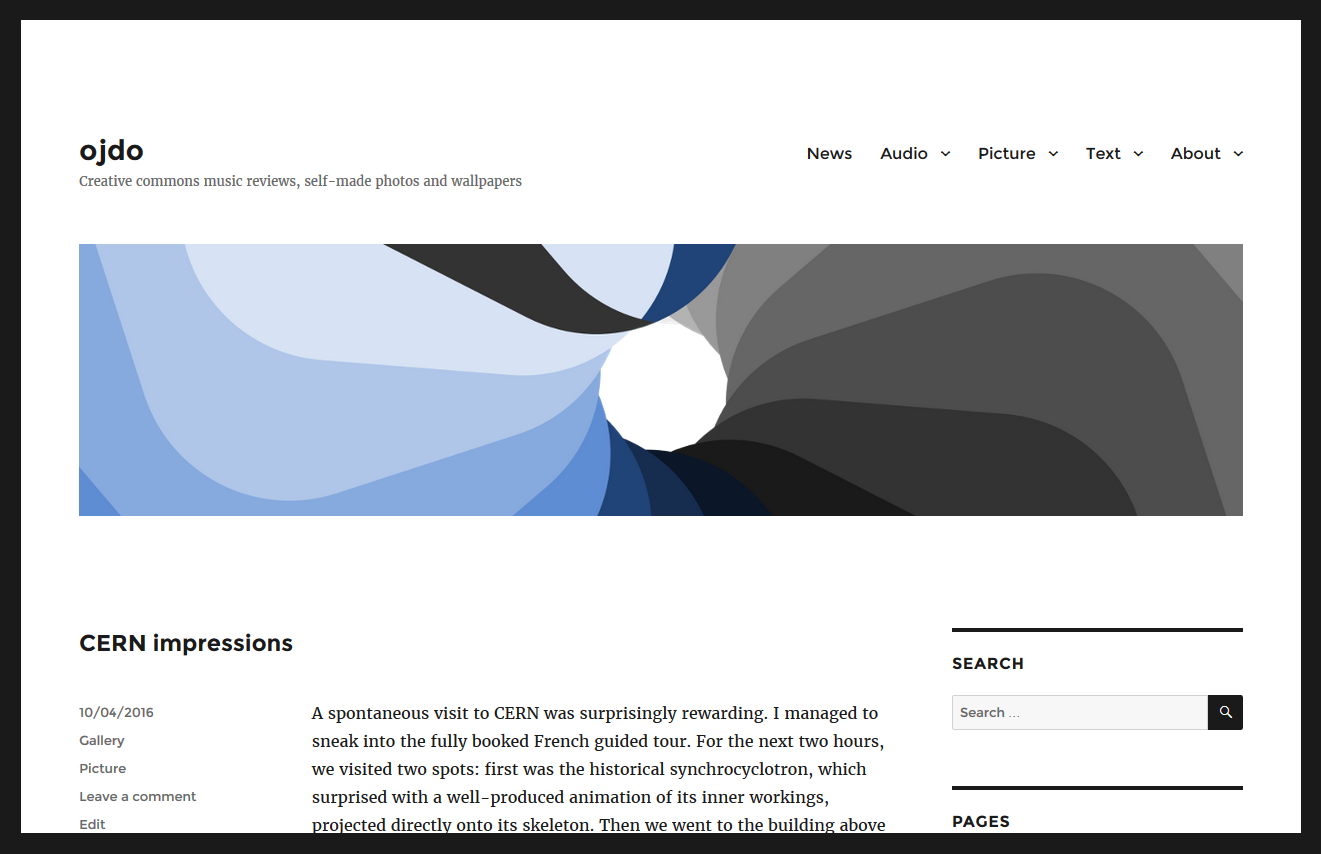 ojdo
Creative commons music reviews, self-made photos and wallpapers
News Audio Picture Text About
CERN impressions
10/04/2016
Gallery
Picture
Leave a comment
Edit
A spontaneous visit to CERN was surprisingly rewarding. I managed to
sneak into the fully booked French guided tour. For the next two hours,
we visited two spots: first was the historical synchrocyclotron, which
surprised with a well-produced animation of its inner workings,
projected directly onto its skeleton. Then we went to the building above
SEARCH
Search ...
PAGES